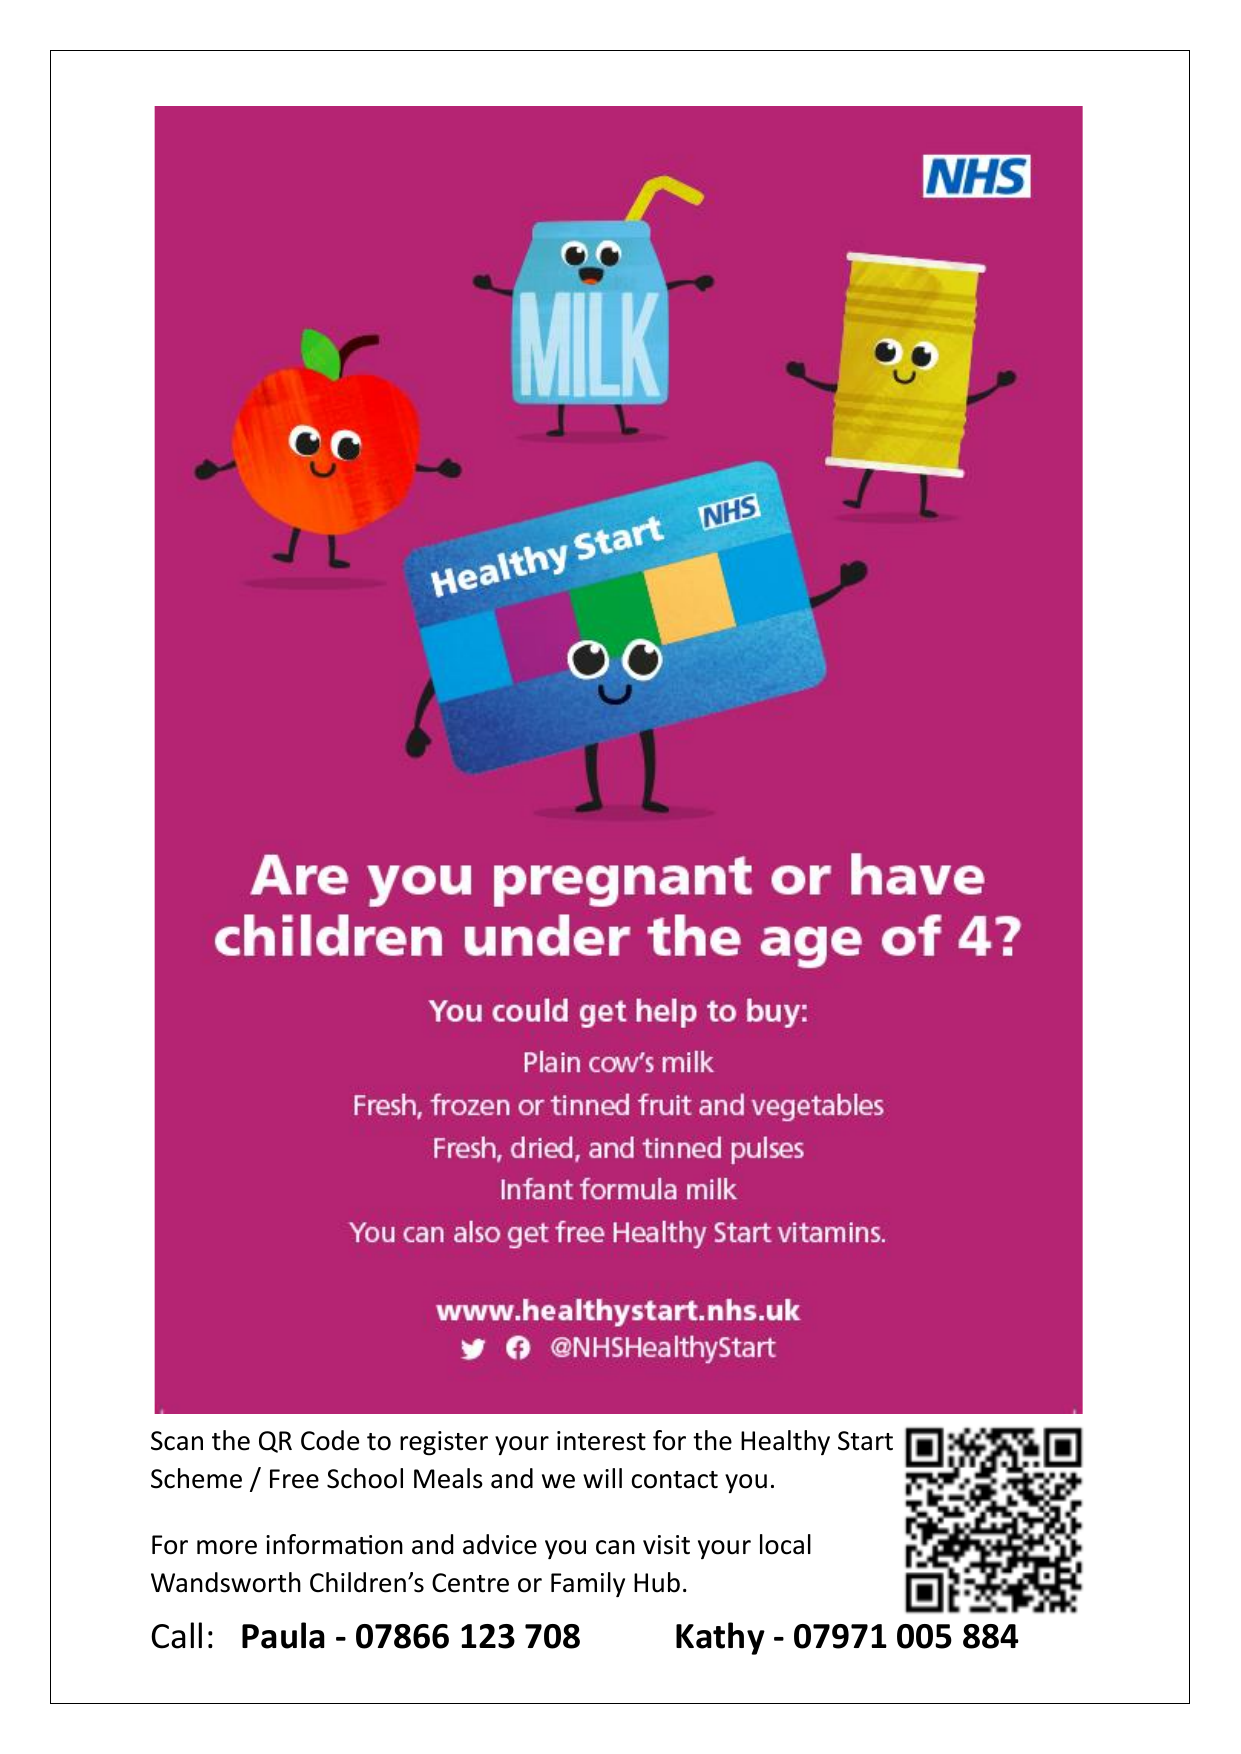 NHS
MILK
Healthy Start NHS
Are you pregnant or have
children under the age of 4?
You could get help to buy:
Plain cow's milk
Fresh, frozen or tinned fruit and vegetables
Fresh, dried, and tinned pulses
Infant formula milk
You can also get free Healthy Start vitamins.
www.healthystart.nhs.uk
@NHSHealthyStart
Scan the QR Code to register your interest for the Healthy Start
Scheme / Free School Meals and we will contact you.
For more information and advice you can visit your local
Wandsworth Children’s Centre or Family Hub.
Call: Paula - 07866 123 708 Kathy - 07971 005 884